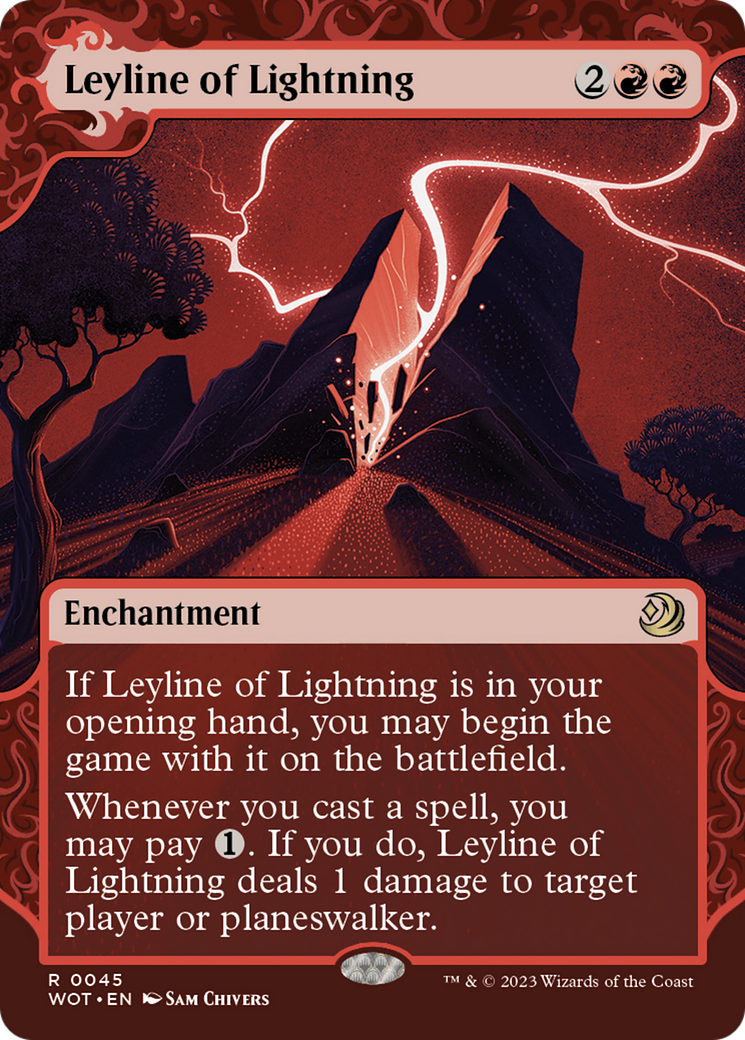 Leyline of Lightning 2
Enchantment
If Leyline of Lightning is in your
opening hand, you may begin the
game with it on the battlefield.
Whenever you cast a spell, you
may pay 1. If you do, Leyline of
Lightning deals 1 damage to target
player or planeswalker.
R 0045
WOT • EN Sam Chivers
™ & © 2023 Wizards of the Coast